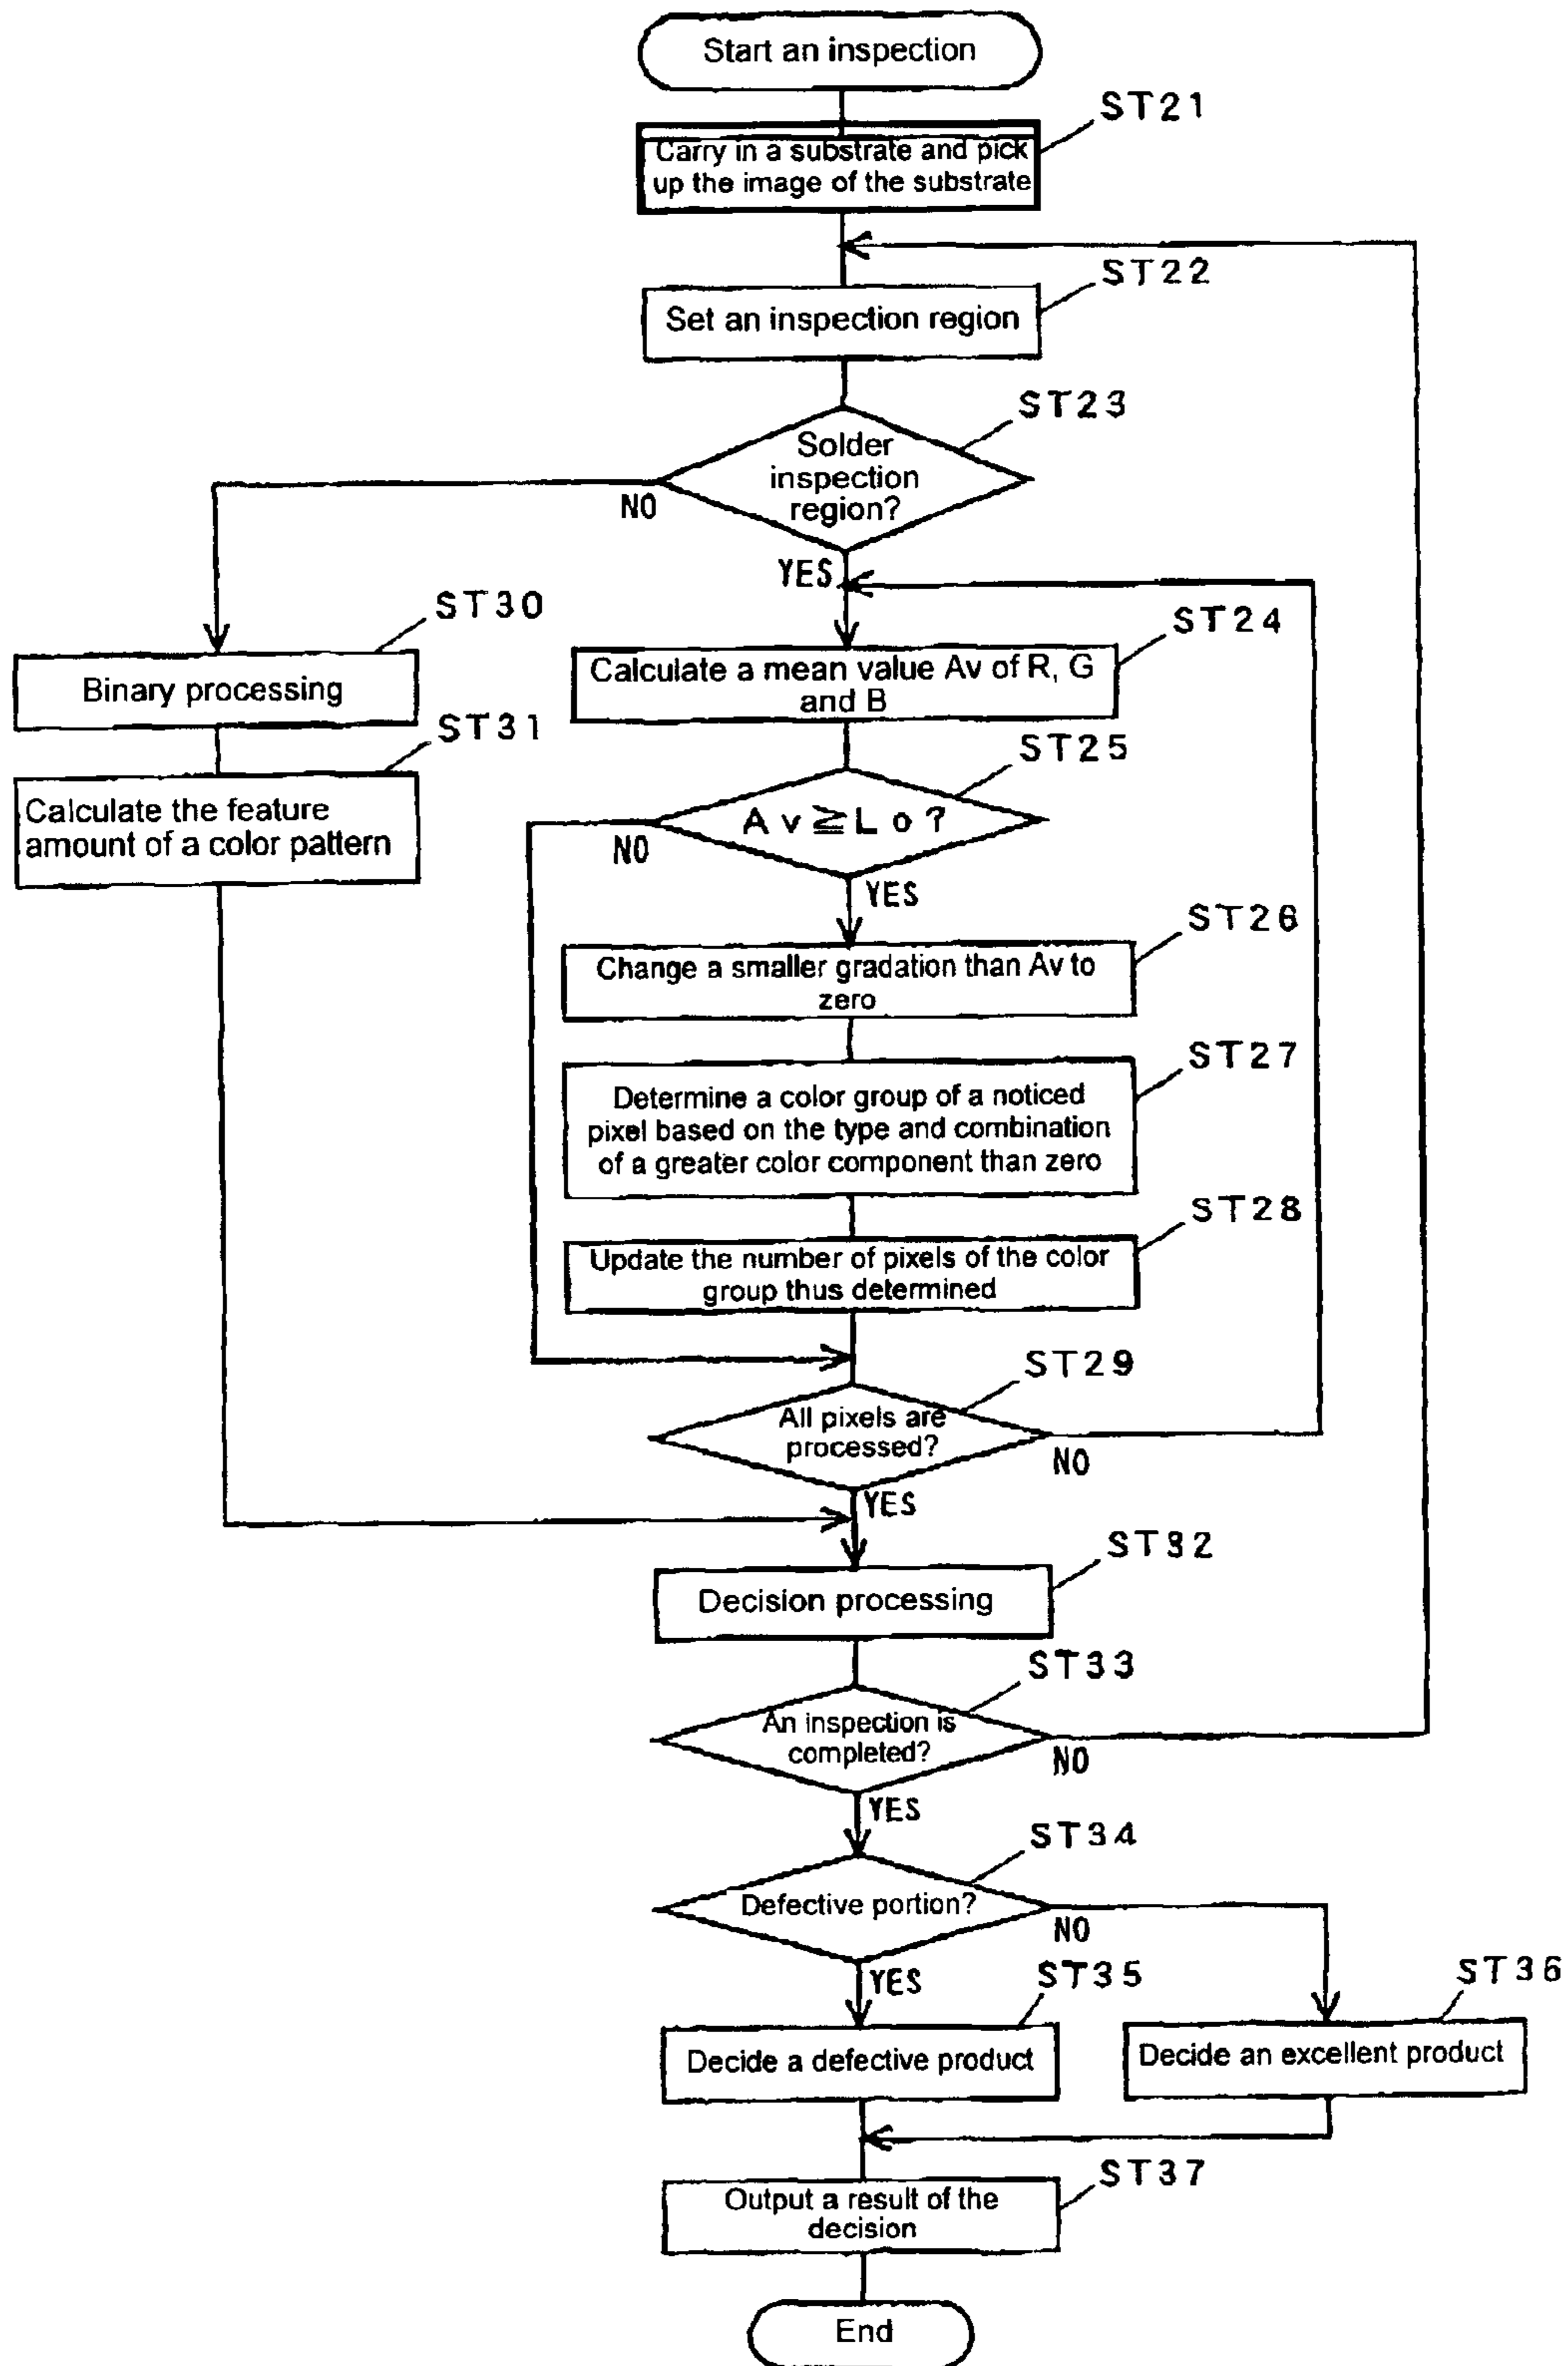 Start an inspection
ST21
Carry in a substrate and pick
up the image of the substrate
ST22
Set an inspection region
ST23
Solder
inspection
region?
NO
YES
ST30
Binary processing
ST31
Calculate the feature
amount of a color pattern
ST24
Calculate a mean value Av of R, G
and B
ST25
Av≧Lo?
NO
YES
ST26
Change a smaller gradation than Av to
zero
ST27
Determine a color group of a noticed
pixel based on the type and combination
of a greater color component than zero
ST28
Update the number of pixels of the color
group thus determined
ST29
All pixels are
processed?
NO
YES
ST32
Decision processing
ST33
An inspection is
completed?
NO
YES
ST34
Defective portion?
NO
YES
ST35
Decide a defective product
ST36
Decide an excellent product
ST37
Output a result of the
decision
End